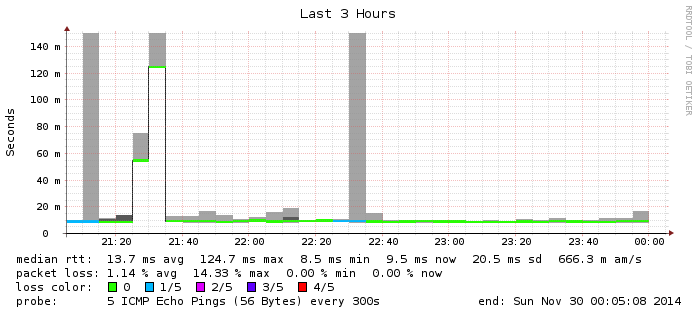 Last 3 Hours
RRDTOOL / TOBI OETIKER
Seconds
140 m
120 m
100 m
80 m
60 m
40 m
20 m
0
21:20 21:40 22:00 22:20 22:40 23:00 23:20 23:40 00:00
median rtt: 13.7 ms avg 124.7 ms max 8.5 ms min 9.5 ms now 20.5 ms sd 666.3 m am/s
packet loss: 1.14 % avg 14.33 % max 0.00 % min 0.00 % now
loss color: 0 1/5 2/5 3/5 4/5
probe: 5 ICMP Echo Pings (56 Bytes) every 300s end: Sun Nov 30 00:05:08 2014